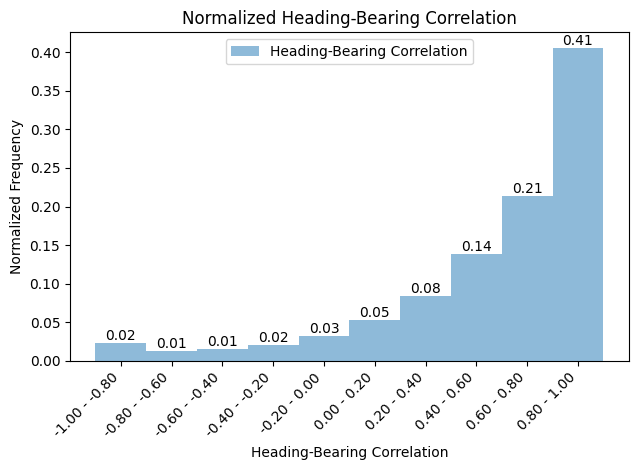 Normalized Heading-Bearing Correlation
Heading-Bearing Correlation
Normalized Frequency
0.40
0.35
0.30
0.25
0.20
0.15
0.10
0.05
0.00
0.02
0.01
0.01
0.02
0.03
0.05
0.08
0.14
0.21
0.41
-1.00 - -0.80
-0.80 - -0.60
-0.60 - -0.40
-0.40 - -0.20
-0.20 - 0.00
0.00 - 0.20
0.20 - 0.40
0.40 - 0.60
0.60 - 0.80
0.80 - 1.00
Heading-Bearing Correlation